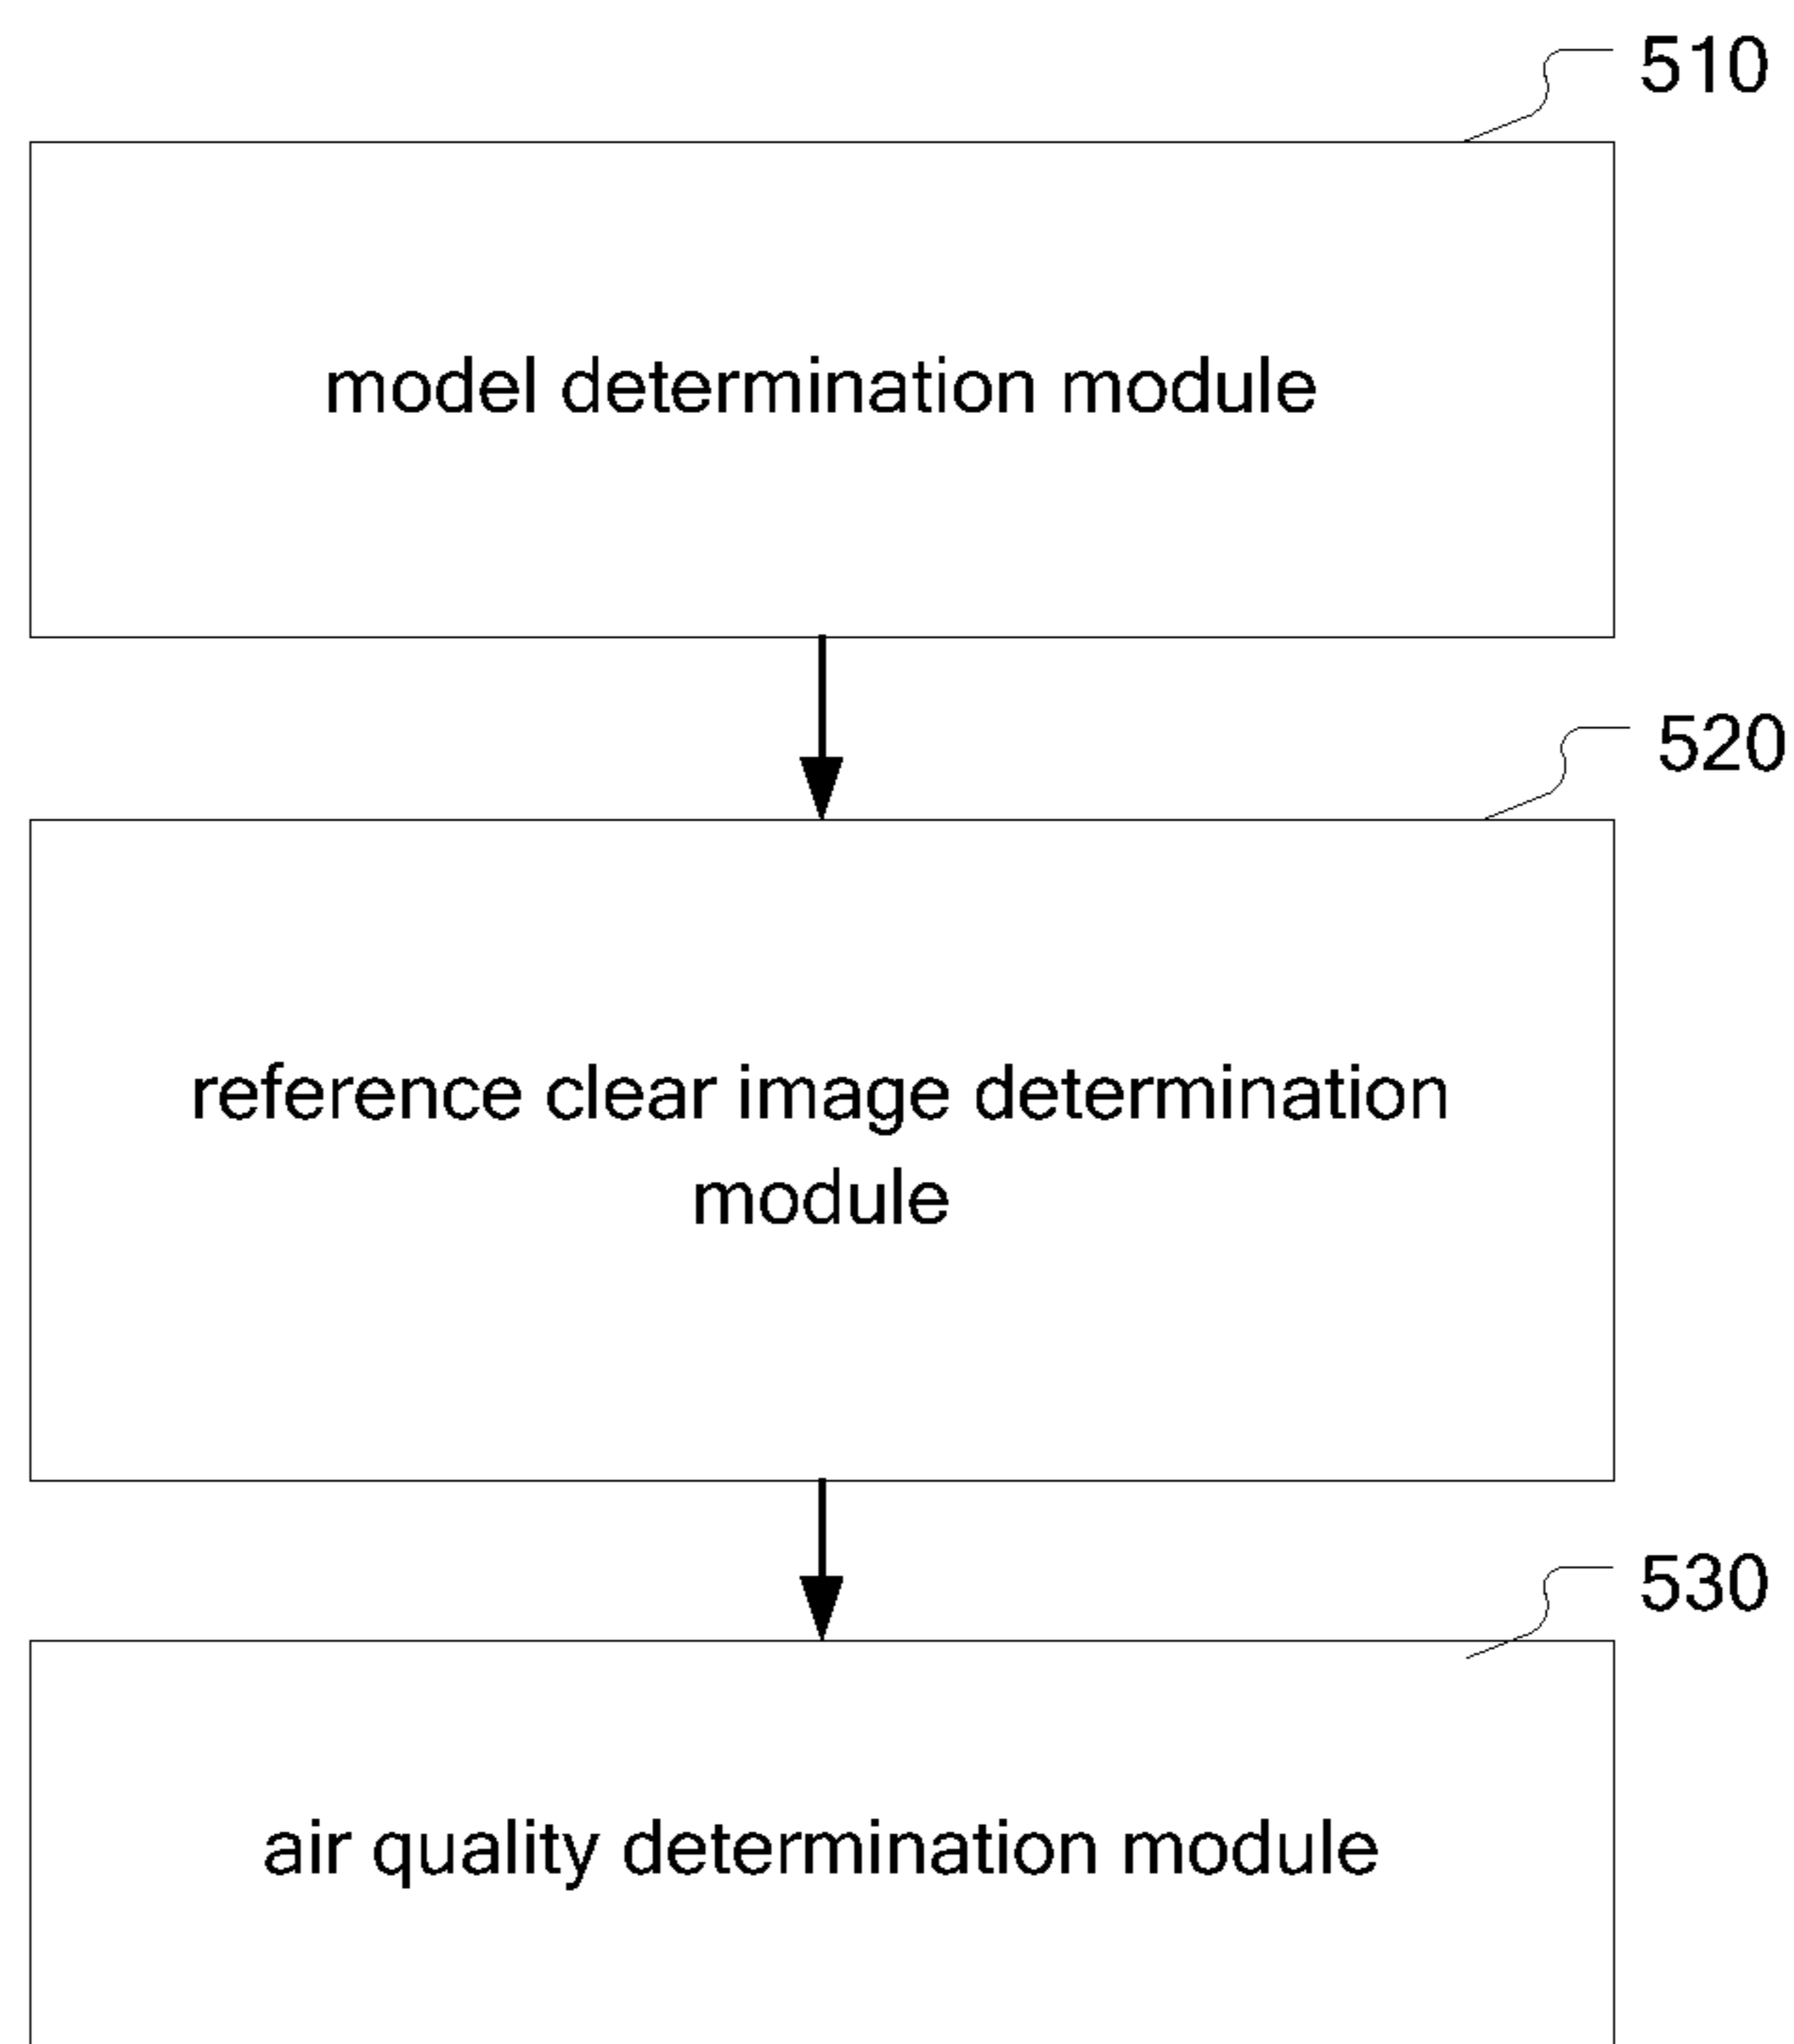 510
model determination module
520
reference clear image determination
module
530
air quality determination module